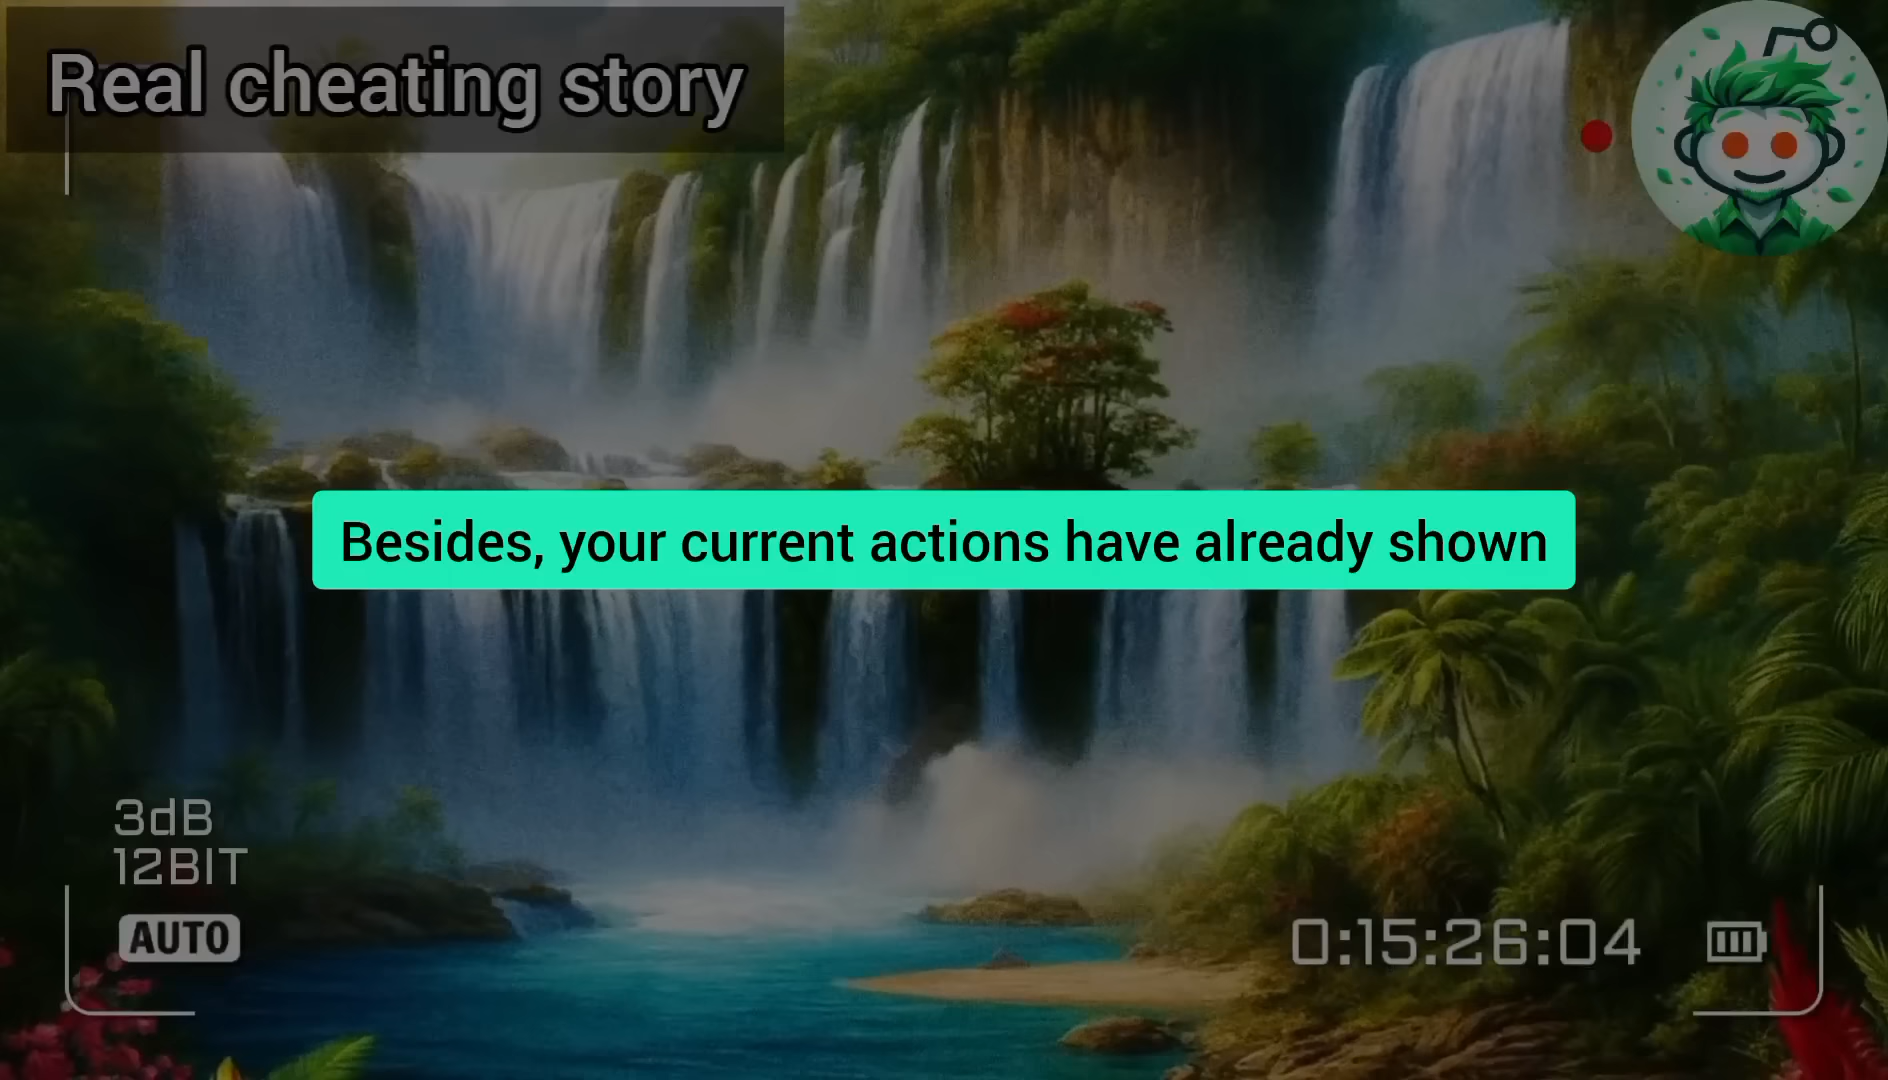 Real cheating story
Besides, your current actions have already shown
3dB
12BIT
AUTO
0:15:26:04